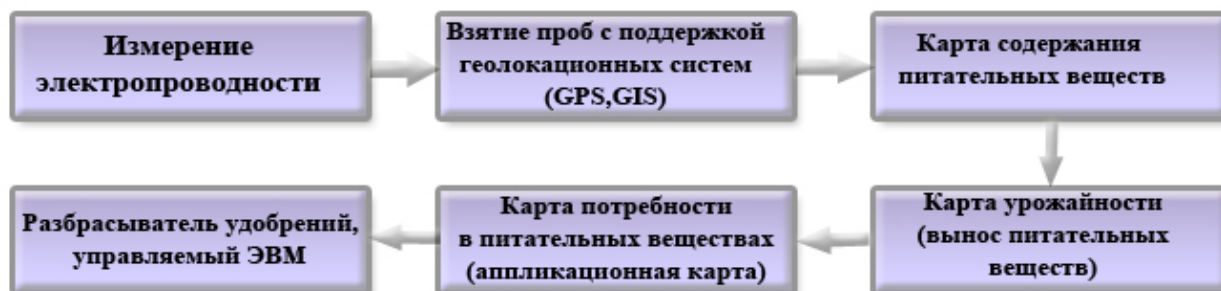 Измерение
электропроводности
Взятие проб с поддержкой
геолокационных систем
(GPS,GIS)
Карта содержания
питательных веществ
Карта урожайности
(вынос питательных
веществ)
Карта потребности
в питательных веществах
(аппликационная карта)
Разбрасыватель удобрений,
управляемый ЭВМ